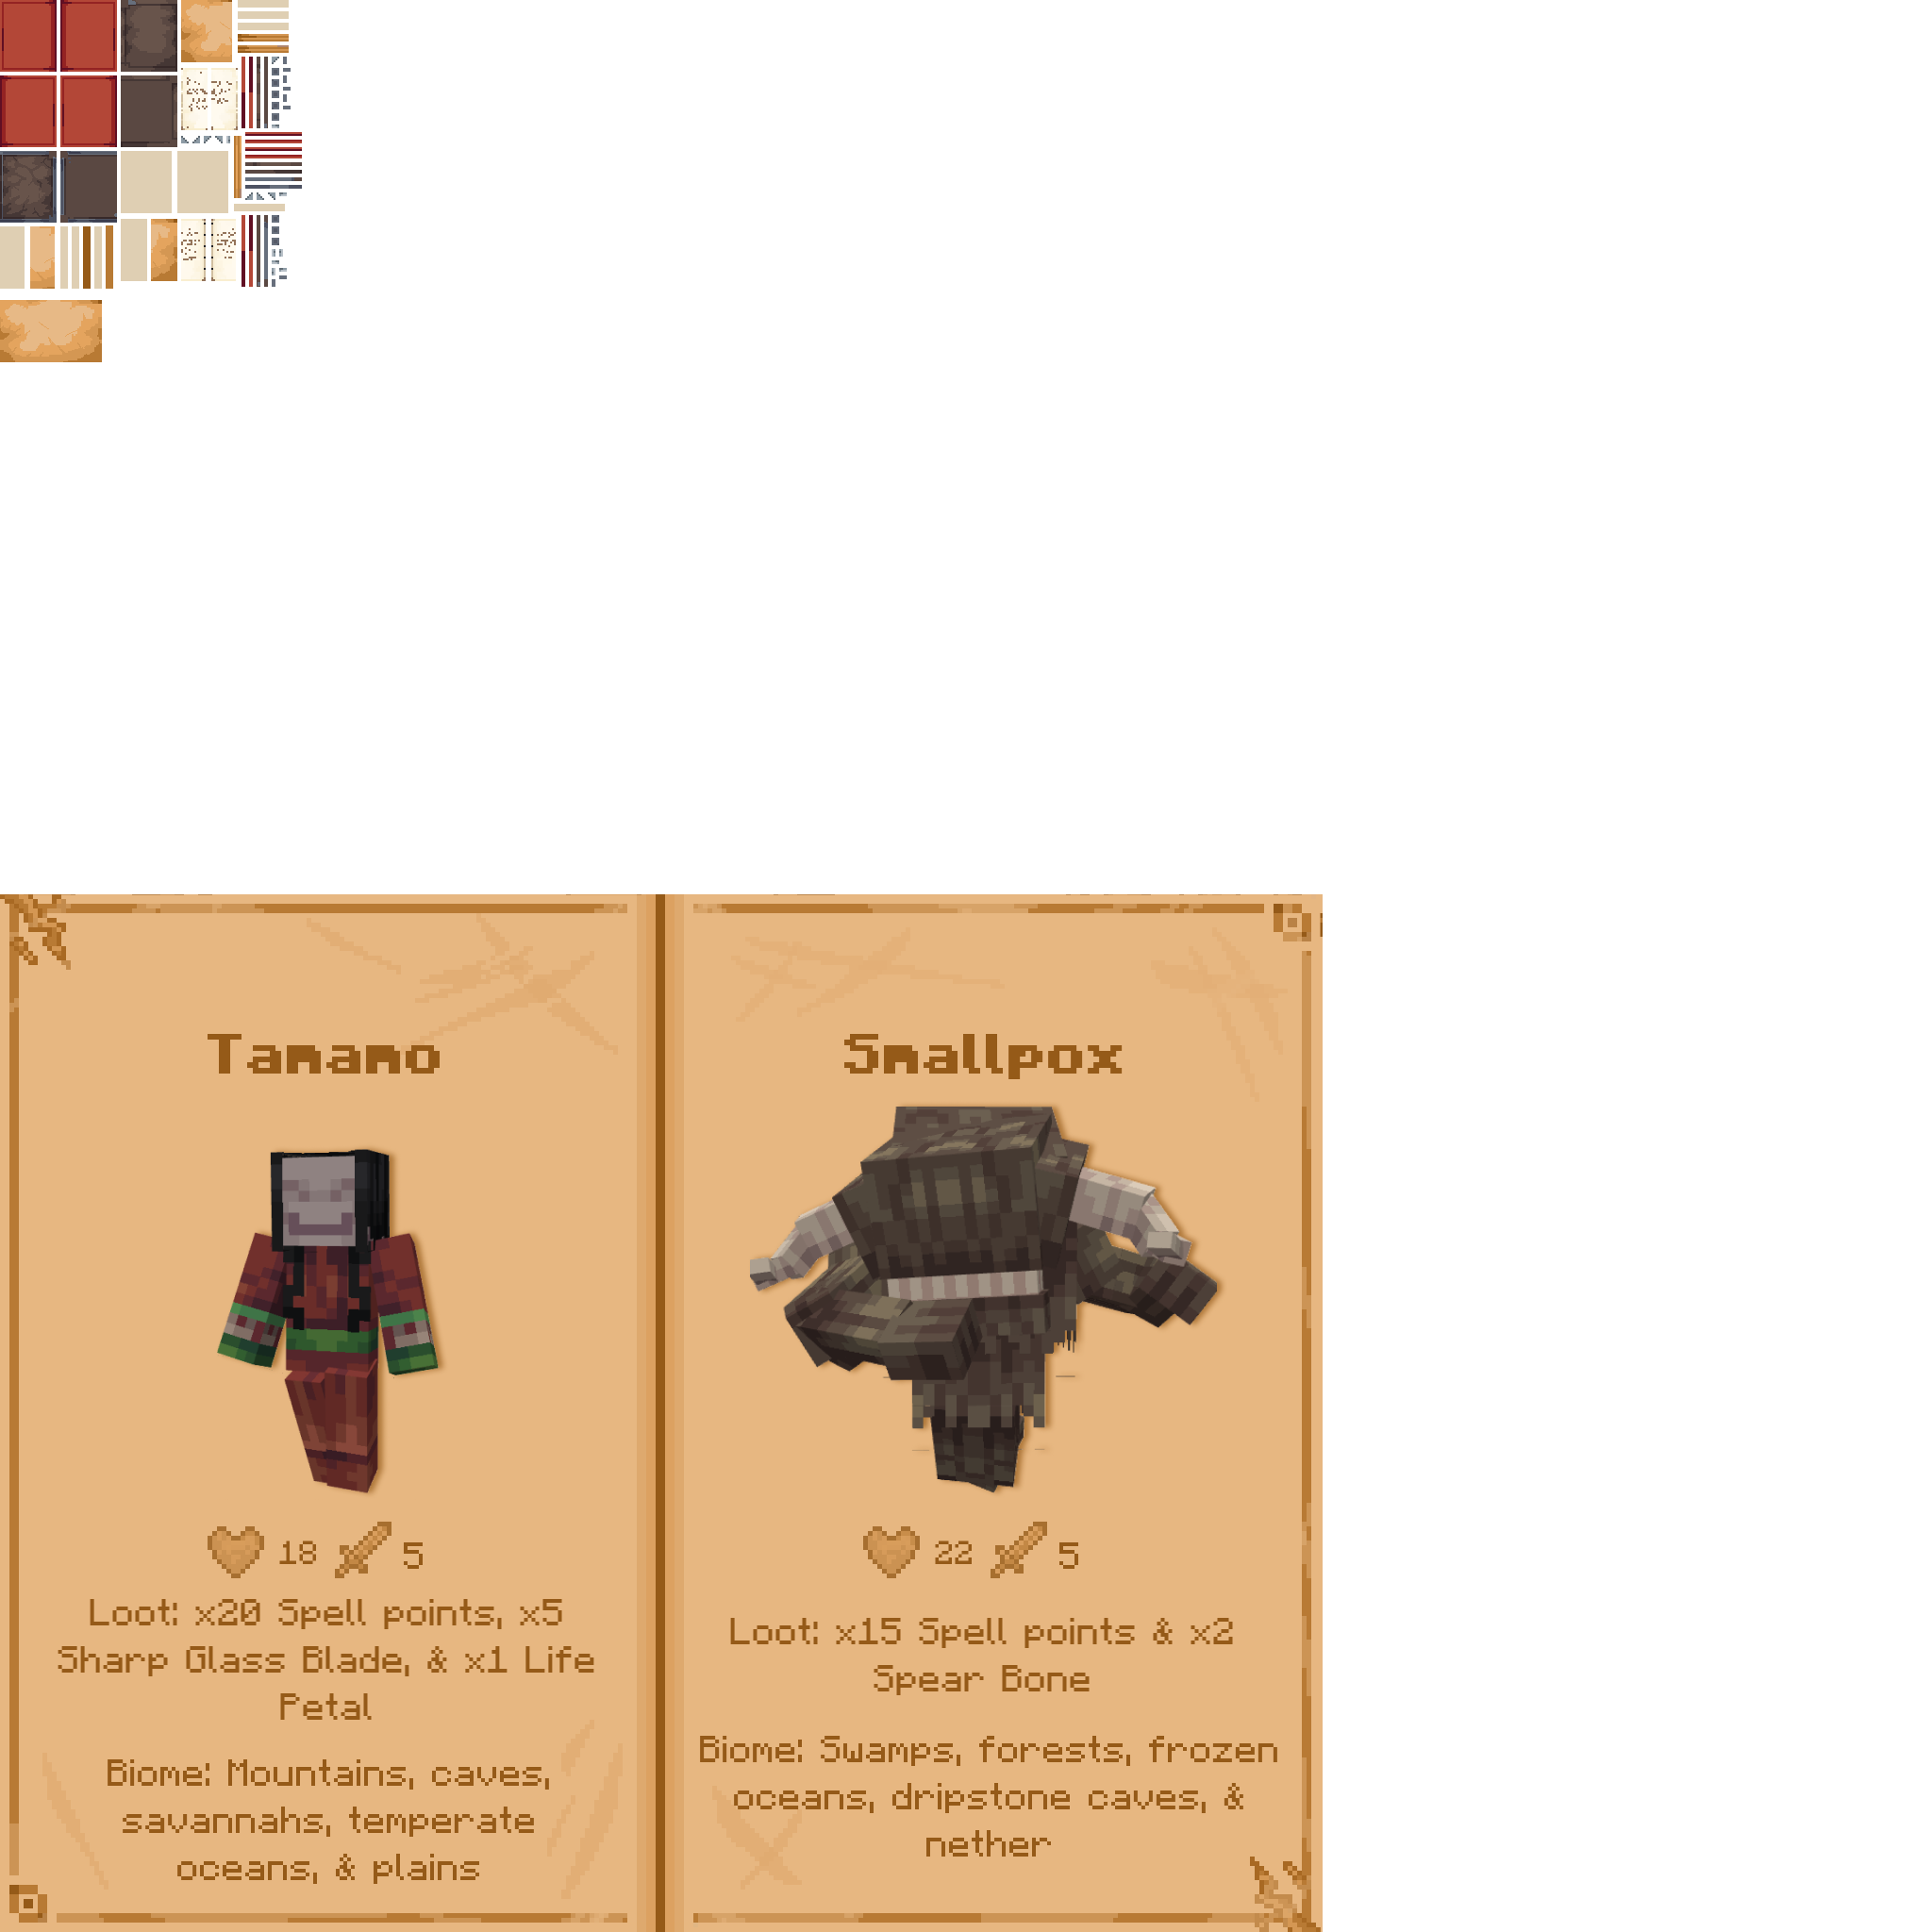 Tamamo
18 5
Loot: x20 Spell points, x5
Sharp Glass Blade, & x1 Life
Petal
Biome: Mountains, caves,
savannahs, temperate
oceans, & plains
Smallpox
22 5
Loot: x15 Spell points & x2
Spear Bone
Biome: Swamps, forests, frozen
oceans, dripstone caves, &
nether